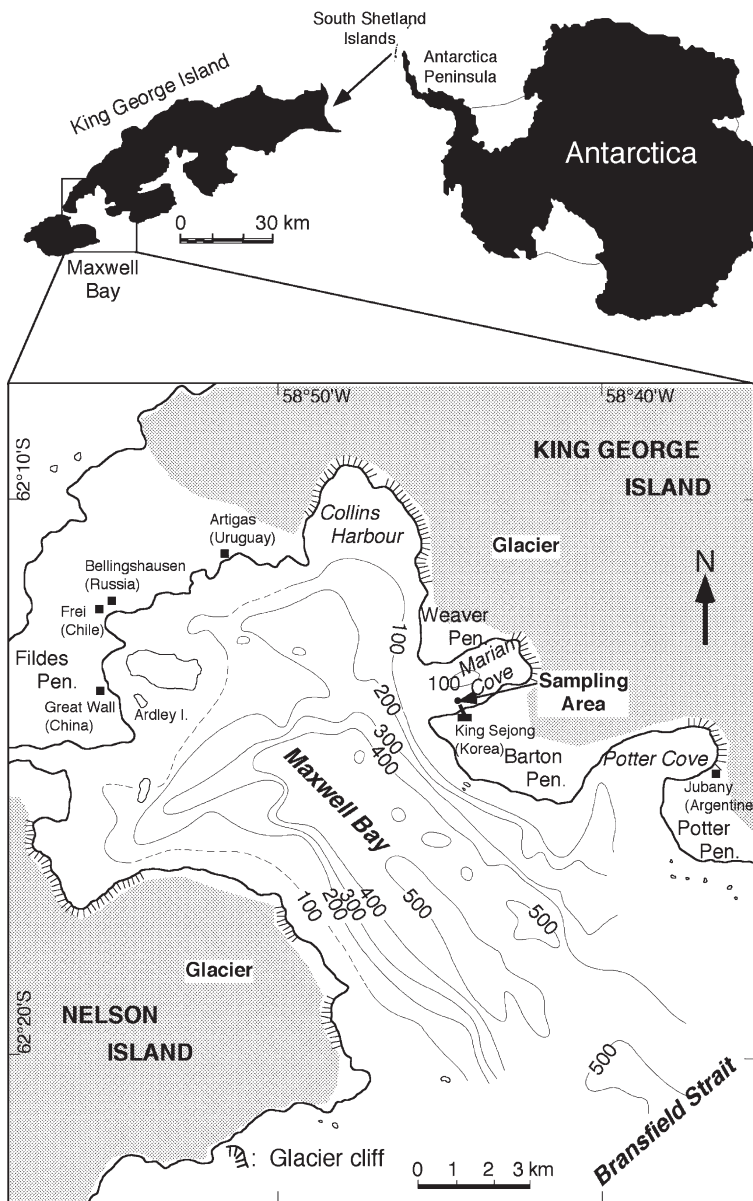 South Shetland
Islands
Antarctica
Peninsula
King George Island
Antarctica
0 30 km
Maxwell
Bay
58°50'W
58°40'W
62°10'S
KING GEORGE
ISLAND
Collins
Harbour
Artigas
(Uruguay)
Glacier
N
Bellingshausen
(Russia)
Frei
(Chile)
Weaver
Pen.
100
Marian
Cove
100
Sampling
Area
Fildes
Pen.
Great Wall
(China)
Ardley I.
200
300
400
King Sejong
(Korea)
Barton
Pen.
Potter Cove
Jubany
(Argentine
Potter
Pen.
Maxwell Bay
100
200
300
400
500
500
Glacier
62°20'S
NELSON
ISLAND
500
Bransfield Strait
: Glacier cliff
0 1 2 3 km